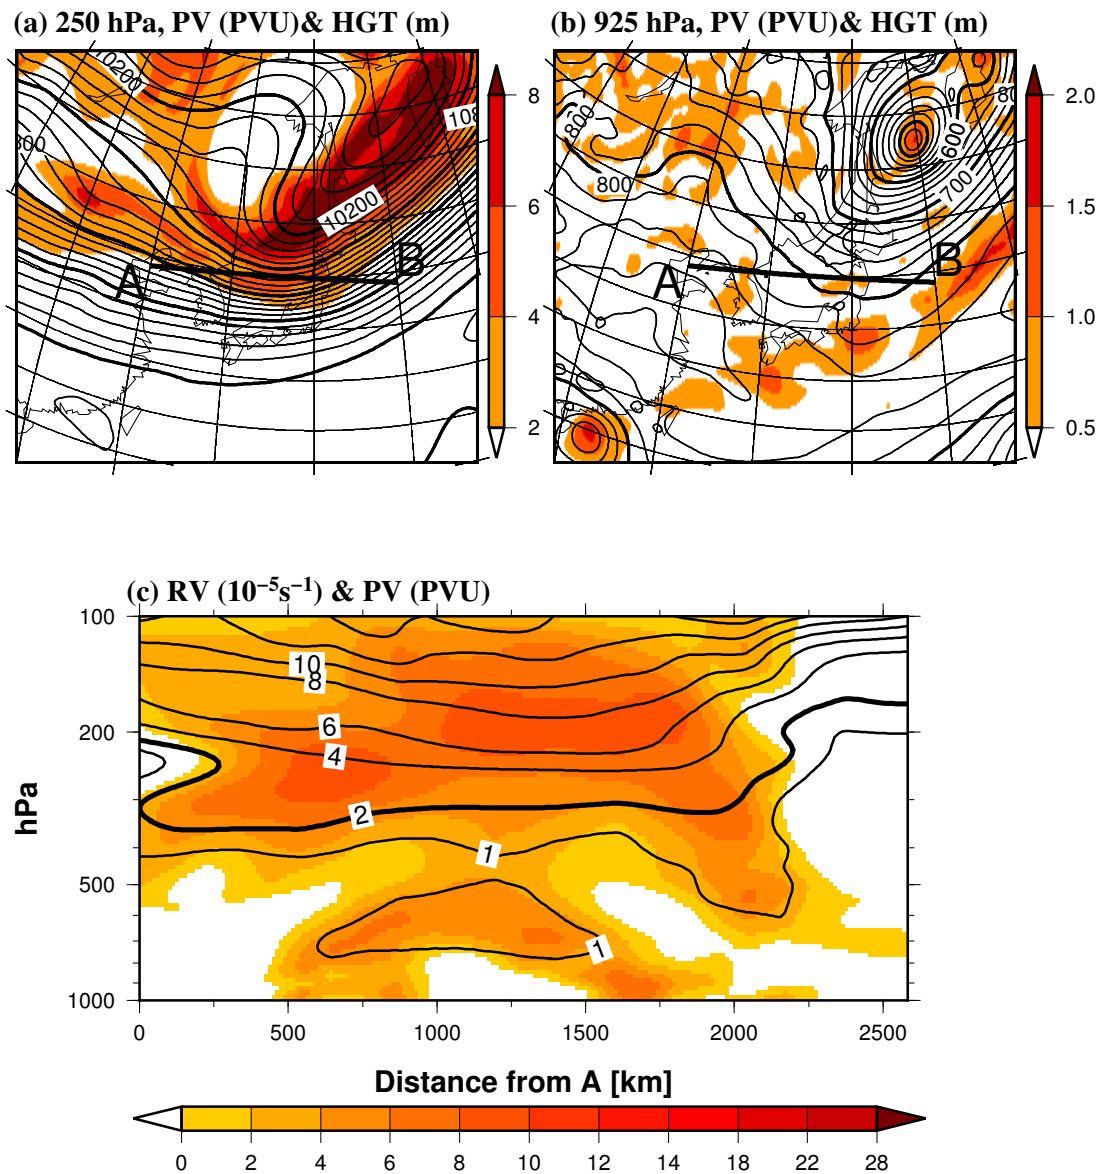 (a) 250 hPa, PV (PVU)& HGT (m)
(b) 925 hPa, PV (PVU)& HGT (m)
10200
10200
A
B
8
6
4
2
800
800
600
700
A
B
2.0
1.5
1.0
0.5
(c) RV (10⁻⁵s⁻¹) & PV (PVU)
hPa
100
200
500
1000
10
8
6
4
2
1
1
0 500 1000 1500 2000 2500
Distance from A [km]
0 2 4 6 8 10 12 14 18 22 28